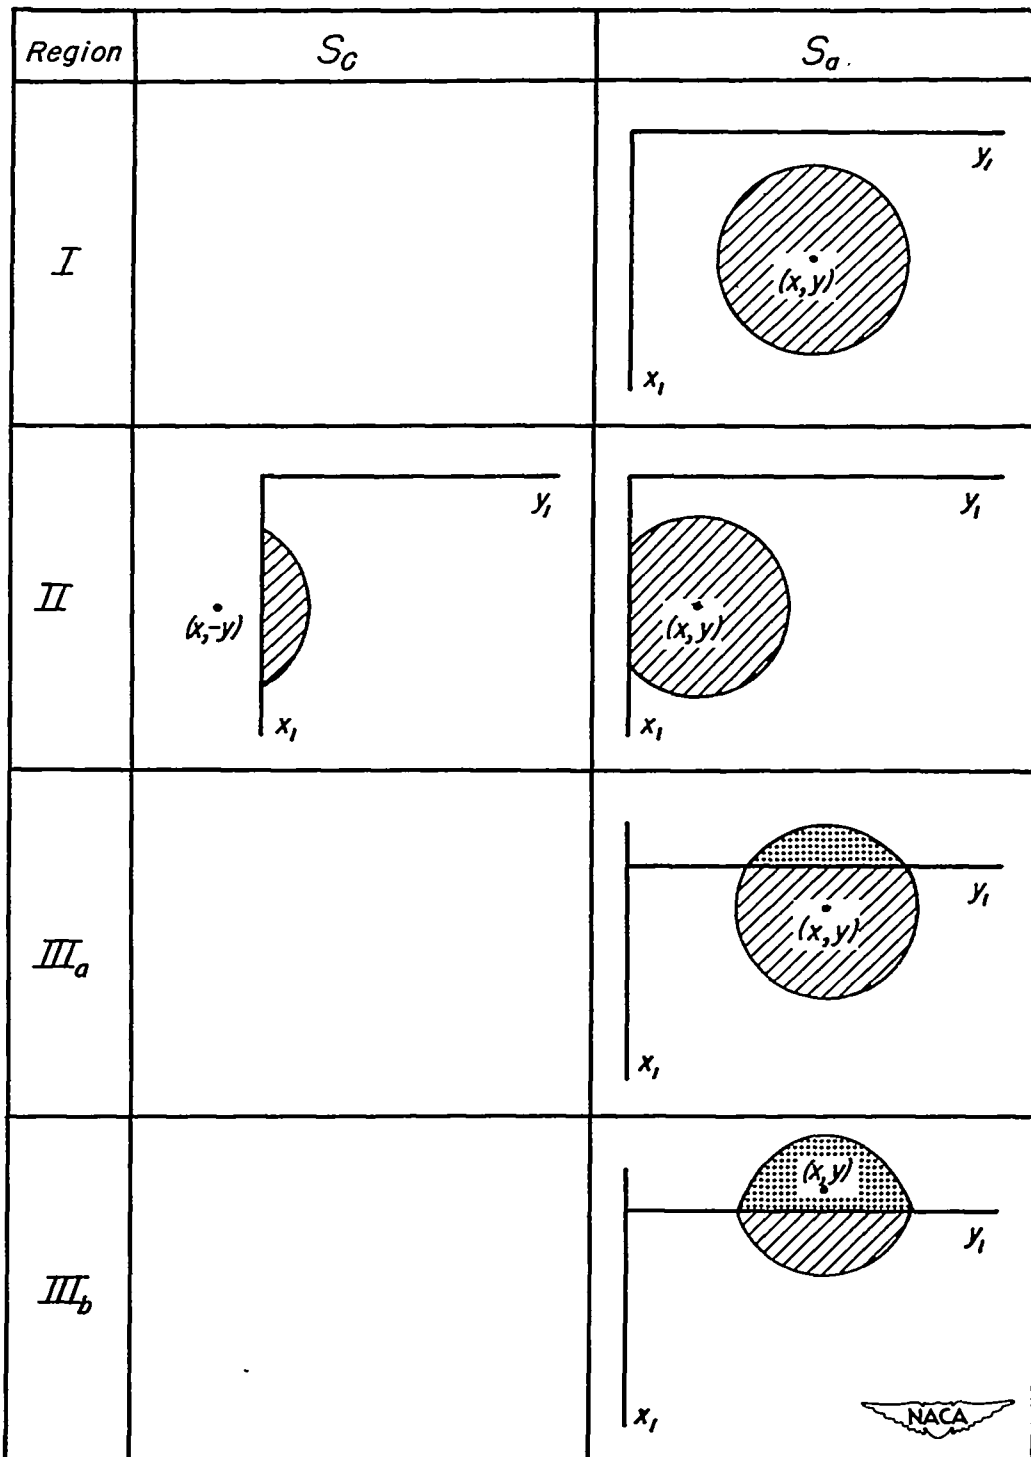 Region S_c S_a.
I
y_1
(x, y)
x_1
II
y_1
(x,-y)
x_1
y_1
(x, y)
x_1
III_a
y_1
(x, y)
x_1
III_b
(x, y)
y_1
x_1
NACA